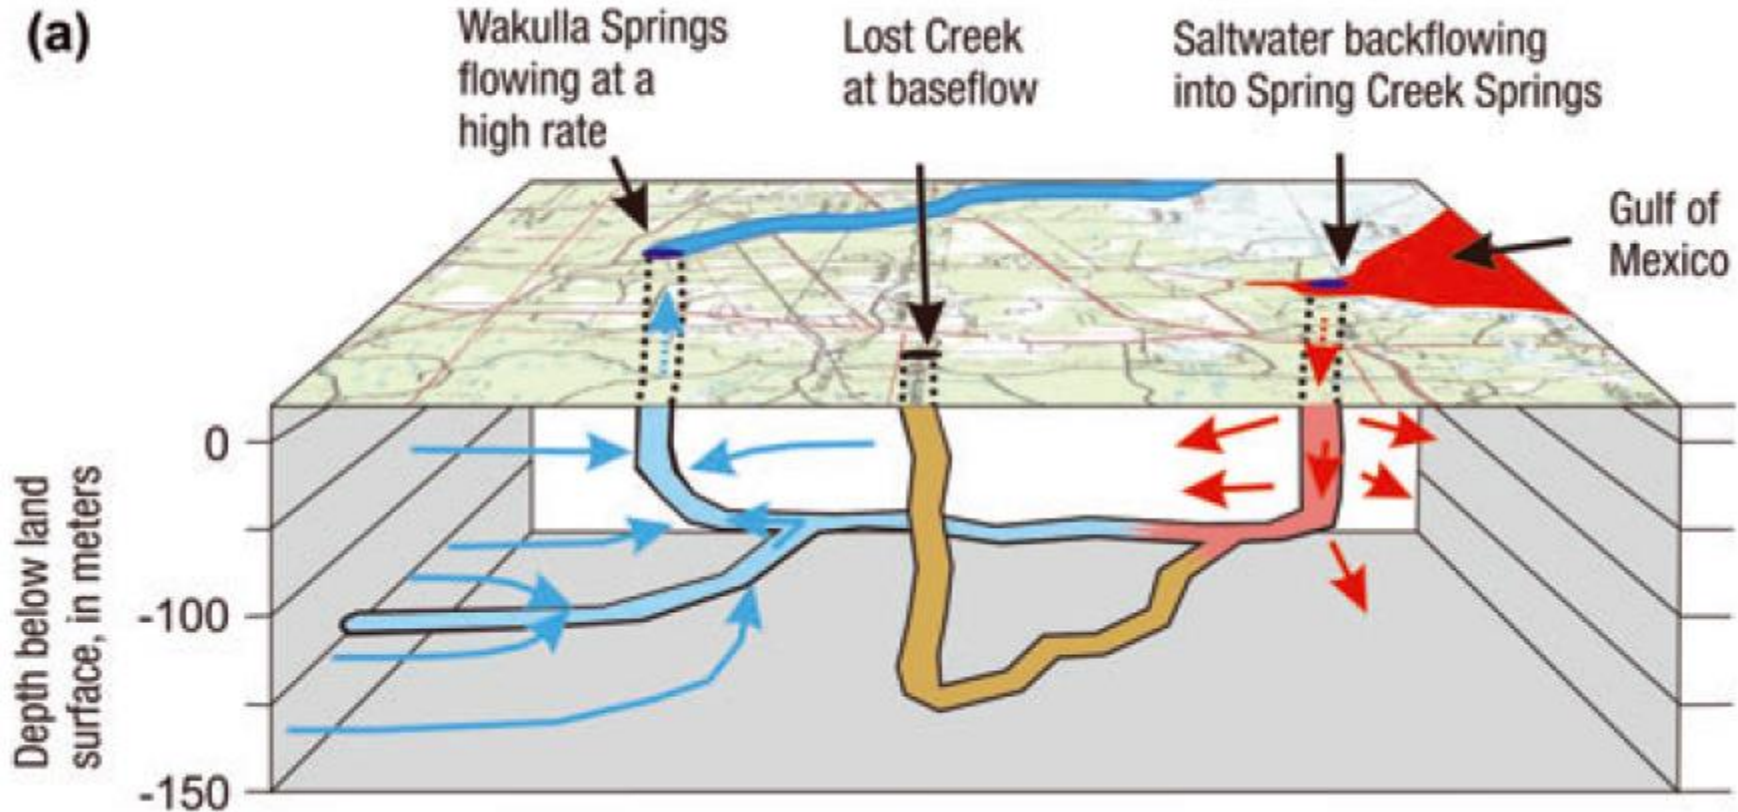 (a)
Wakulla Springs
flowing at a
high rate
Lost Creek
at baseflow
Saltwater backflowing
into Spring Creek Springs
Gulf of
Mexico
Depth below land
surface, in meters
0
-100
-150